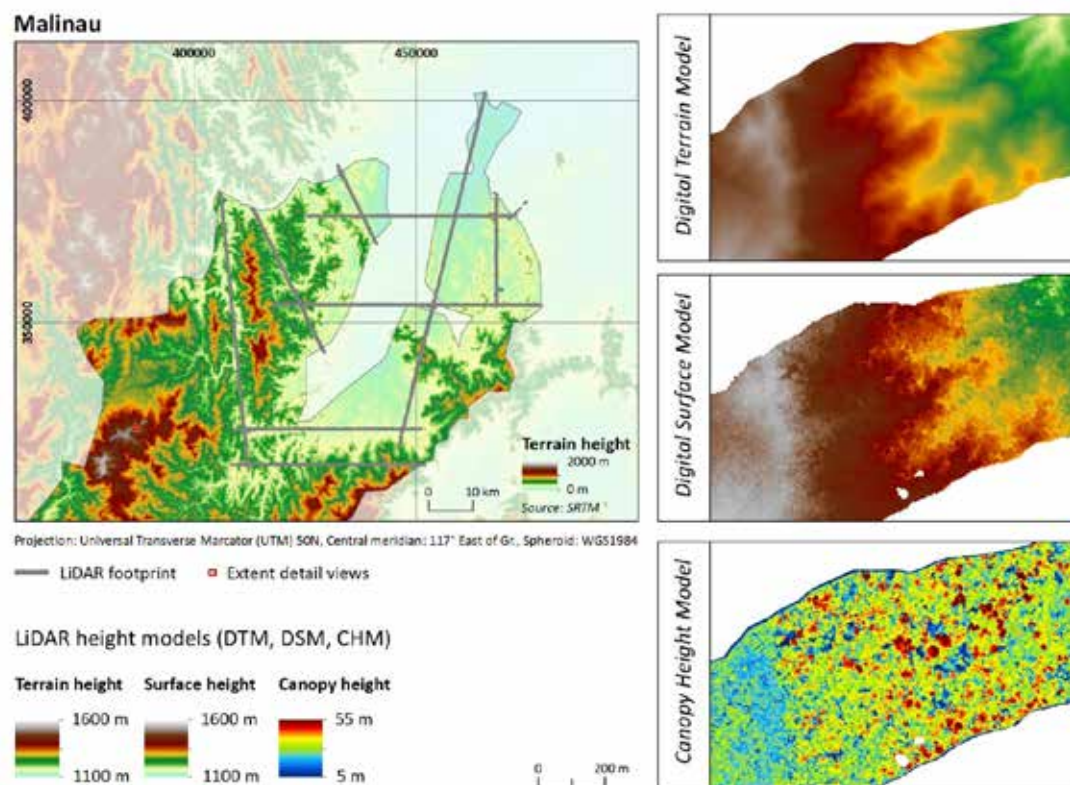 Malinau
400000
450000
400000
350000
Terrain height
2000 m
0 m
0 10 km
Source: SRTM
Projection: Universal Transverse Marcator (UTM) 50N, Central meridian: 117° East of Gr., Spheroid: WGS1984
LiDAR footprint
Extent detail views
LiDAR height models (DTM, DSM, CHM)
Terrain height
1600 m
1100 m
Surface height
1600 m
1100 m
Canopy height
55 m
5 m
0 200 m
Digital Terrain Model
Digital Surface Model
Canopy Height Model